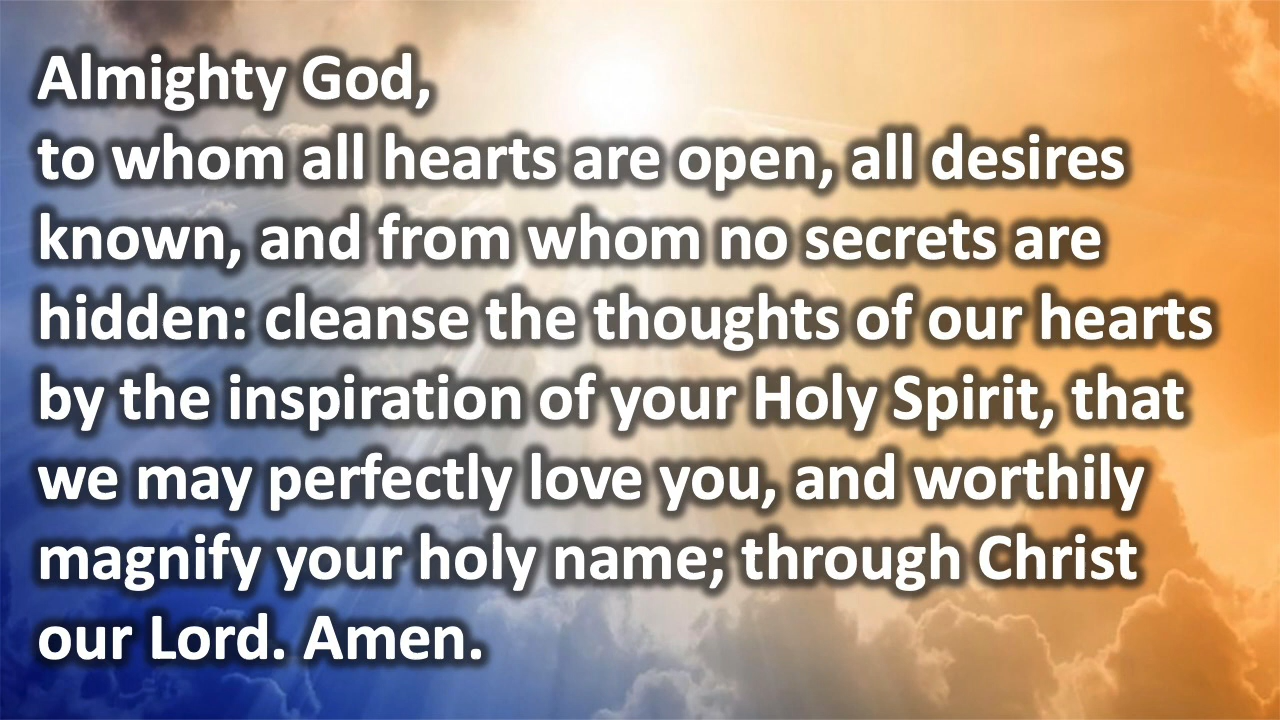 Almighty God,
to whom all hearts are open, all desires
known, and from whom no secrets are
hidden: cleanse the thoughts of our hearts
by the inspiration of your Holy Spirit, that
we may perfectly love you, and worthily
magnify your holy name; through Christ
our Lord. Amen.